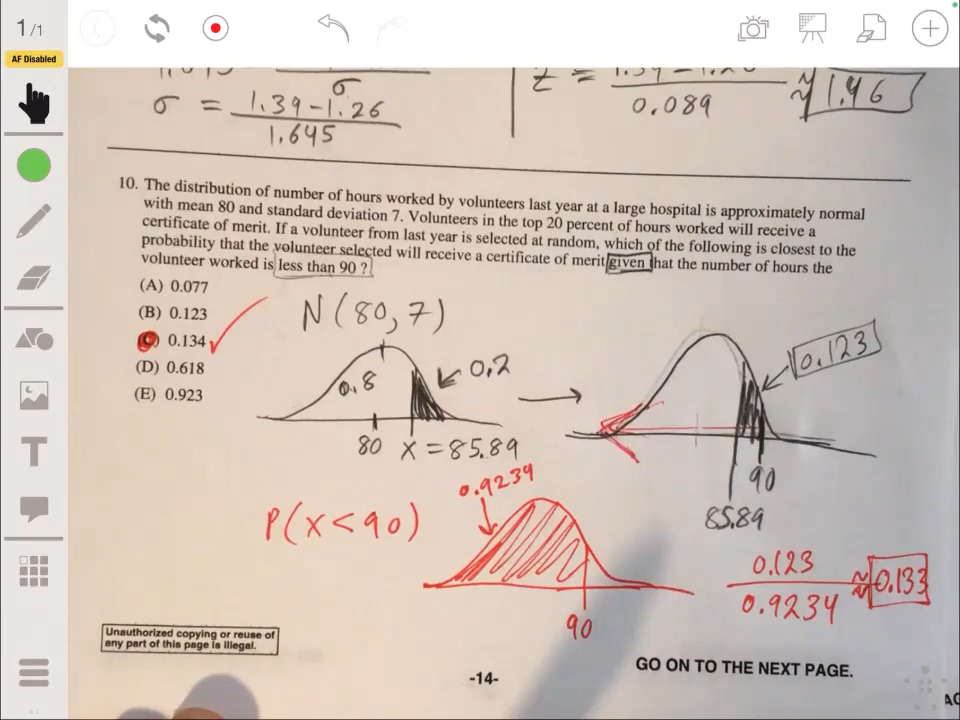 1/1
AF Disabled
T
σ
σ = 1.39-1.26
1.645
0.089
≈ 1.46
10. The distribution of number of hours worked by volunteers last year at a large hospital is approximately normal
with mean 80 and standard deviation 7. Volunteers in the top 20 percent of hours worked will receive a
certificate of merit. If a volunteer from last year is selected at random, which of the following is closest to the
probability that the volunteer selected will receive a certificate of merit given that the number of hours the
volunteer worked is less than 90 ?
(A) 0.077
(B) 0.123
(C) 0.134
(D) 0.618
(E) 0.923
N(80,7)
0.8
0.2
80 x = 85.89
0.123
90
85.89
P(X<90)
0.9234
90
0.123
0.9234
≈ 0.133
Unauthorized copying or reuse of
any part of this page is illegal.
-14-
GO ON TO THE NEXT PAGE.